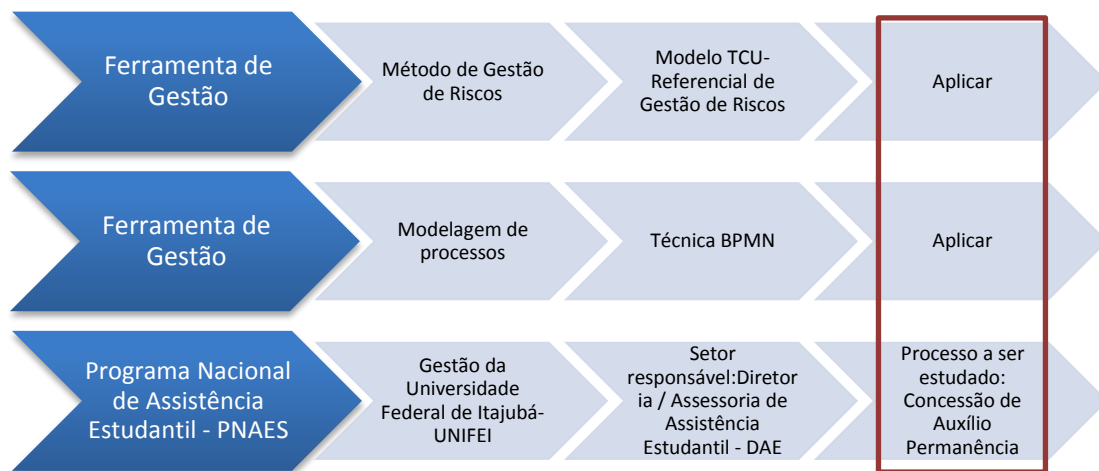 Ferramenta de
Gestão
Método de Gestão
de Riscos
Modelo TCU-
Referencial de
Gestão de Riscos
Aplicar
Ferramenta de
Gestão
Modelagem de
processos
Técnica BPMN
Aplicar
Programa Nacional
de Assistência
Estudantil - PNAES
Gestão da
Universidade
Federal de Itajubá-
UNIFEI
Setor
responsável:Diretor
ia / Assessoria de
Assistência
Estudantil - DAE
Processo a ser
estudado:
Concessão de
Auxílio
Permanência